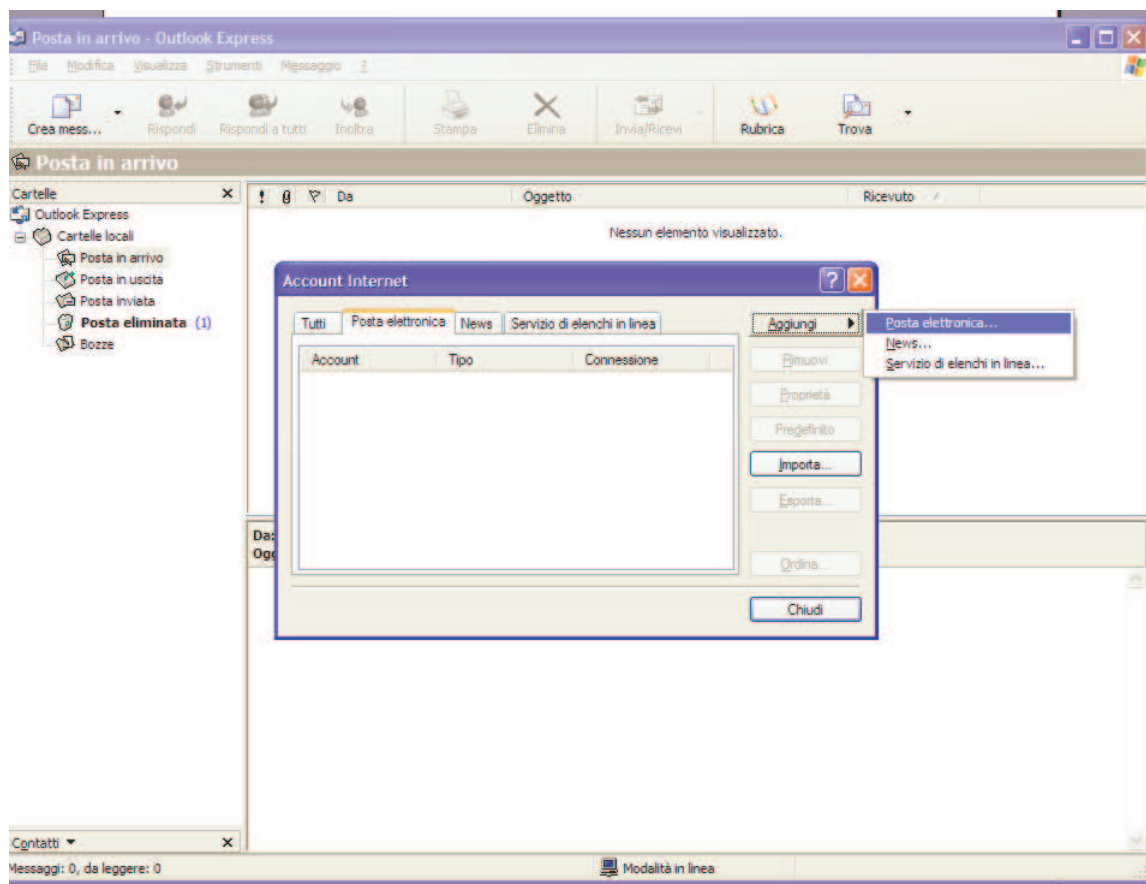 Posta in arrivo - Outlook Express
File Modifica Visualizza Strumenti Messaggio ?
Crea mess... Rispondi Rispondi a tutti Inoltra Stampa Elimina Invia/Ricevi Rubrica Trova
Posta in arrivo
Cartelle
Outlook Express
Cartelle locali
Posta in arrivo
Posta in uscita
Posta inviata
Posta eliminata (1)
Bozze
! Da Oggetto Ricevuto
Nessun elemento visualizzato.
Account Internet
Tutti Posta elettronica News Servizio di elenchi in linea
Account Tipo Connessione
Aggiungi
Rimuovi
Proprietà
Predefinito
Importa...
Esporta...
Ordina...
Chiudi
Posta elettronica...
News...
Servizio di elenchi in linea...
Da:
Ogg
Contatti
Messaggi: 0, da leggere: 0
Modalità in linea